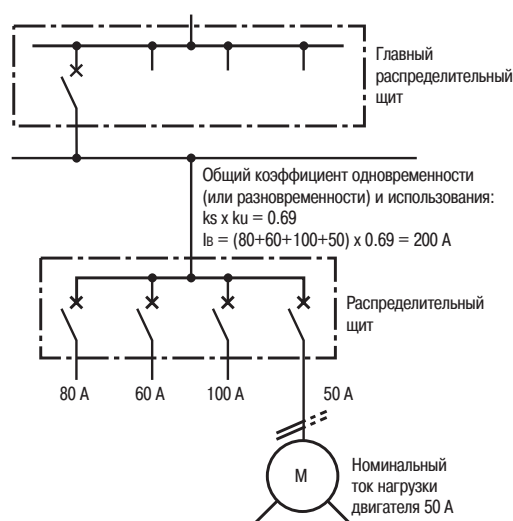 Главный
распределительный
щит
Общий коэффициент одновременности
(или разновременности) и использования:
ks x ku = 0.69
IB = (80+60+100+50) x 0.69 = 200 A
Распределительный
щит
80 A
60 A
100 A
50 A
M
Номинальный
ток нагрузки
двигателя 50 A